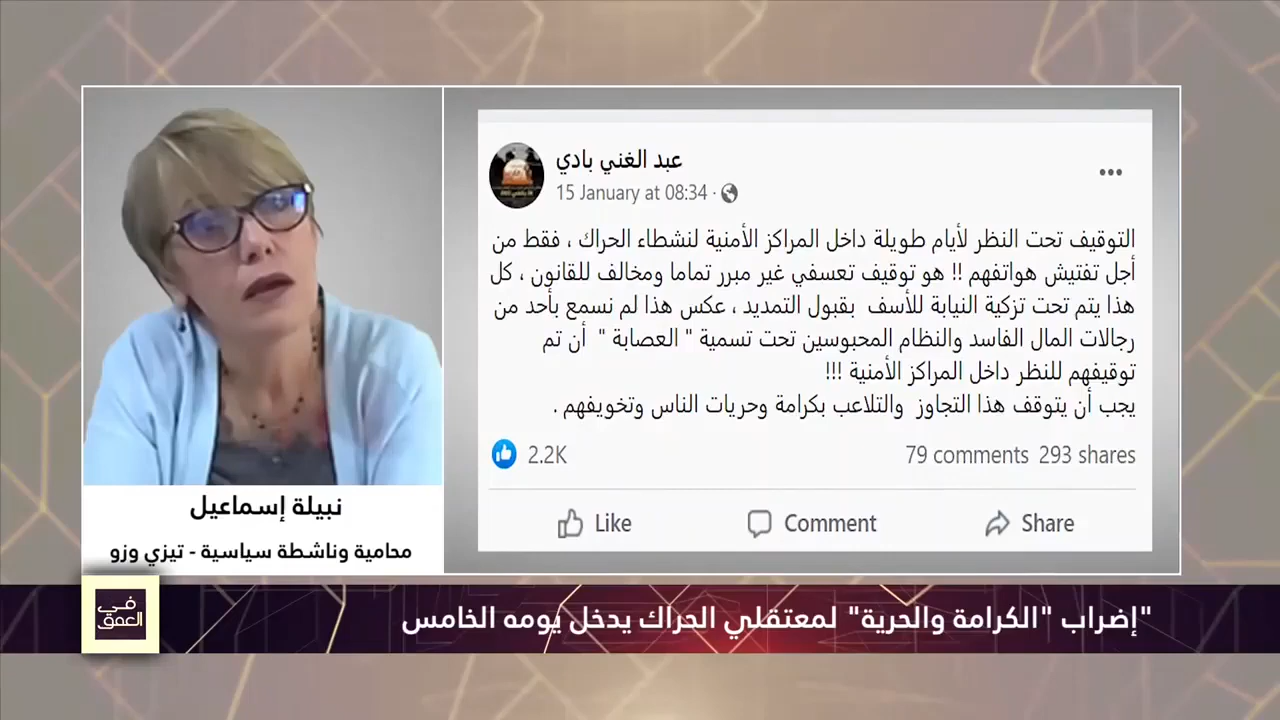 عبد الغني بادي
15 January at 08:34 ·
التوقيف تحت النظر لأيام طويلة داخل المراكز الأمنية لنشطاء الحراك ، فقط من
أجل تفتيش هواتفهم !! هو توقيف تعسفي غير مبرر تماما ومخالف للقانون ، كل
هذا يتم تحت تزكية النيابة للأسف بقبول التمديد ، عكس هذا لم نسمع بأحد من
رجالات المال الفاسد والنظام المحبوسين تحت تسمية " العصابة " أن تم
توقيفهم للنظر داخل المراكز الأمنية !!!
يجب أن يتوقف هذا التجاوز والتلاعب بكرامة وحريات الناس وتخويفهم .
2.2K
79 comments 293 shares
Like Comment Share
نبيلة إسماعيل
محامية وناشطة سياسية - تيزي وزو
في
العمق
"إضراب "الكرامة والحرية" لمعتقلي الحراك يدخل يومه الخامس